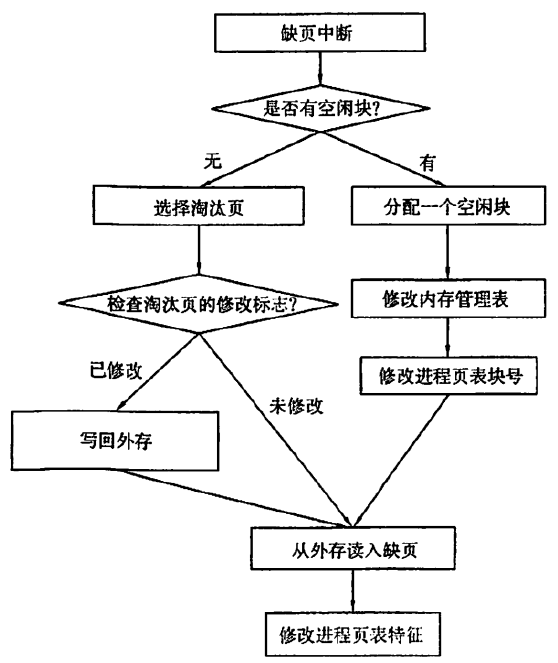 缺页中断
是否有空闲块?
无
有
选择淘汰页
分配一个空闲块
检查淘汰页的修改标志?
修改内存管理表
已修改
未修改
修改进程页表块号
写回外存
从外存读入缺页
修改进程页表特征